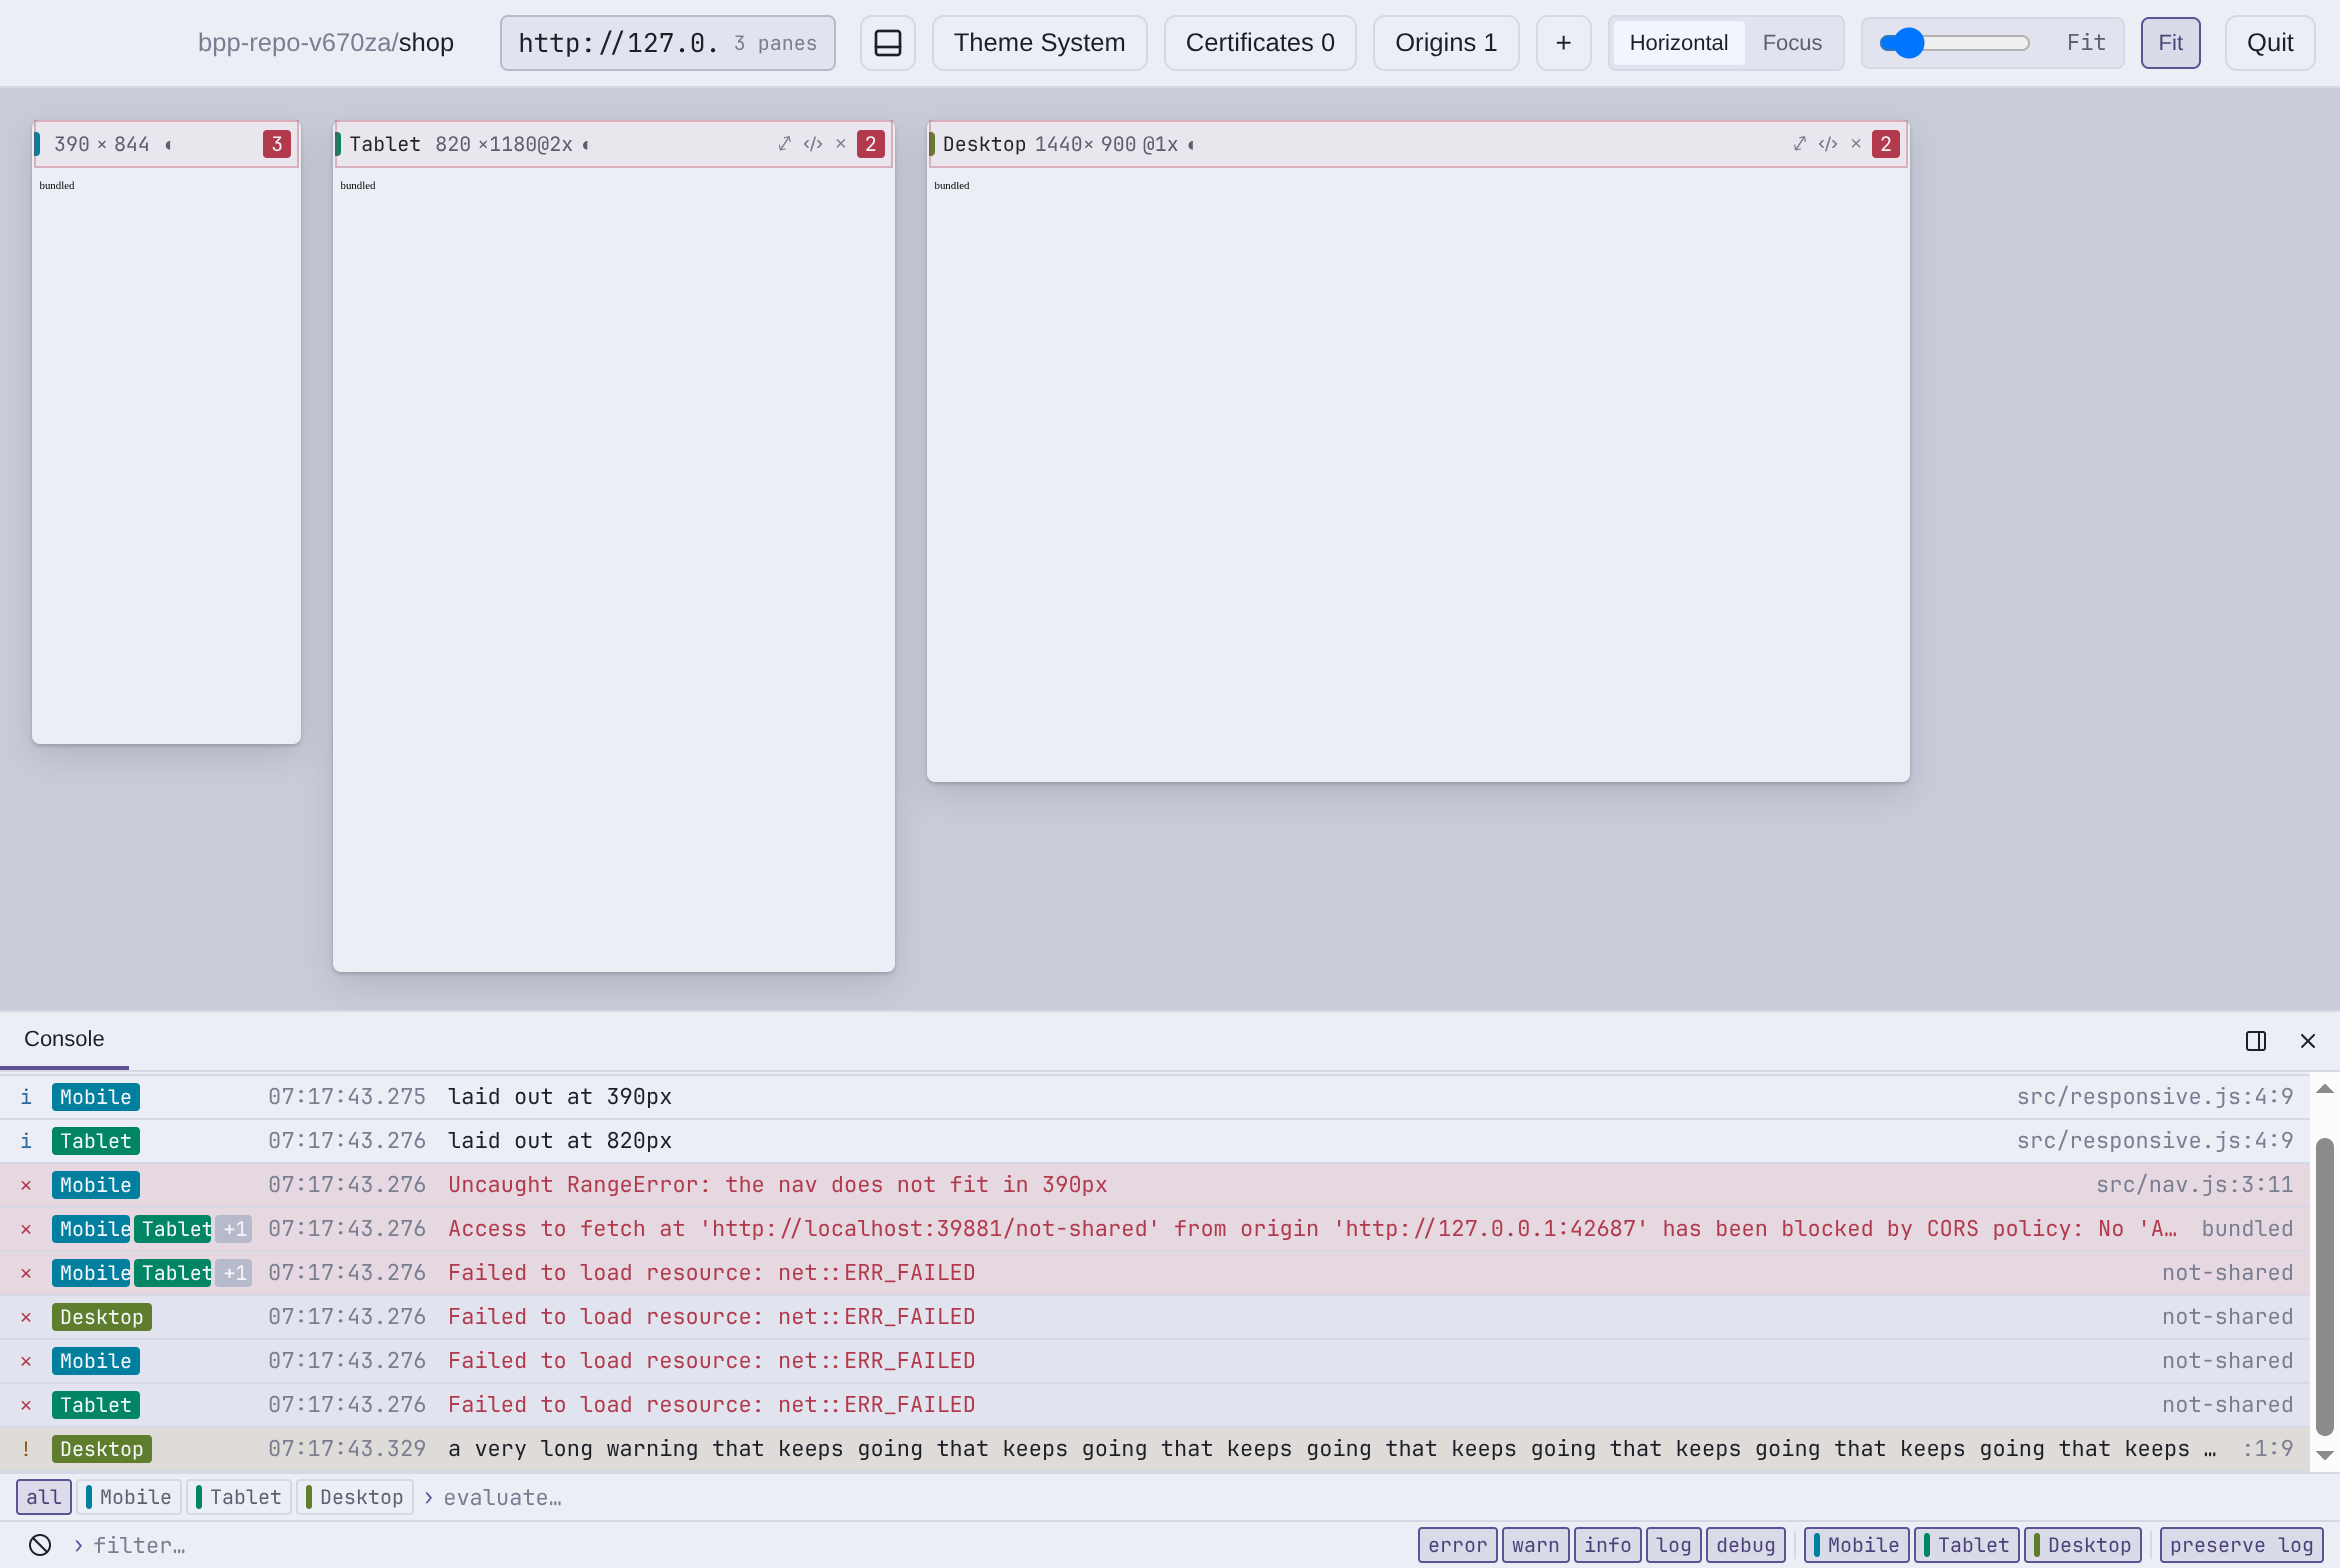 bpp-repo-v670za/shop http://127.0. 3 panes Theme System Certificates 0 Origins 1 + Horizontal Focus Fit Fit Quit
390 × 844 3
Tablet 820 ×1180@2x </> × 2
Desktop 1440× 900 @1x </> × 2
bundled
bundled
bundled
Console
i Mobile 07:17:43.275 laid out at 390px src/responsive.js:4:9
i Tablet 07:17:43.276 laid out at 820px src/responsive.js:4:9
× Mobile 07:17:43.276 Uncaught RangeError: the nav does not fit in 390px src/nav.js:3:11
× Mobile Tablet +1 07:17:43.276 Access to fetch at 'http://localhost:39881/not-shared' from origin 'http://127.0.0.1:42687' has been blocked by CORS policy: No 'A… bundled
× Mobile Tablet +1 07:17:43.276 Failed to load resource: net::ERR_FAILED not-shared
× Desktop 07:17:43.276 Failed to load resource: net::ERR_FAILED not-shared
× Mobile 07:17:43.276 Failed to load resource: net::ERR_FAILED not-shared
× Tablet 07:17:43.276 Failed to load resource: net::ERR_FAILED not-shared
! Desktop 07:17:43.329 a very long warning that keeps going that keeps going that keeps going that keeps going that keeps going that keeps going that keeps … :1:9
all Mobile Tablet Desktop › evaluate…
› filter… error warn info log debug Mobile Tablet Desktop preserve log